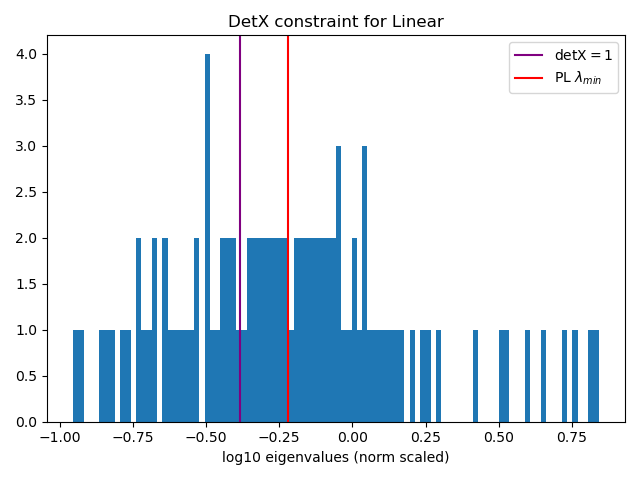 DetX constraint for Linear
detX = 1
PL λmin
4.0
3.5
3.0
2.5
2.0
1.5
1.0
0.5
0.0
−1.00 −0.75 −0.50 −0.25 0.00 0.25 0.50 0.75
log10 eigenvalues (norm scaled)